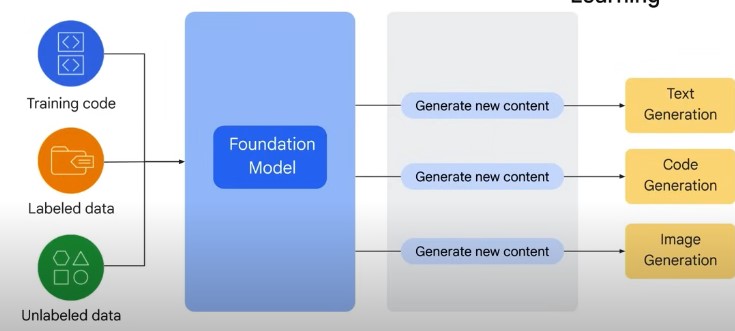 Learning
Training code
Labeled data
Unlabeled data
Foundation
Model
Generate new content
Generate new content
Generate new content
Text
Generation
Code
Generation
Image
Generation